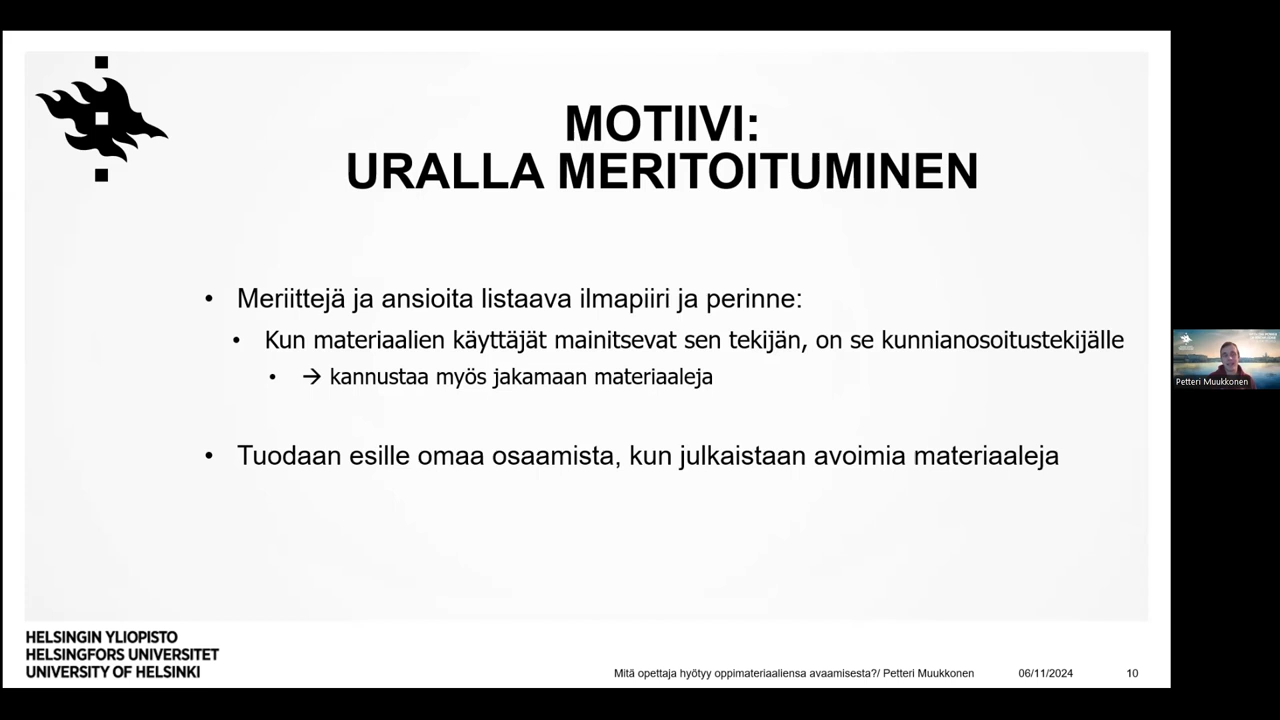 MOTIIVI:
URALLA MERITOITUMINEN
• Meriittejä ja ansioita listaava ilmapiiri ja perinne:
• Kun materiaalien käyttäjät mainitsevat sen tekijän, on se kunnianosoitustekijälle
• → kannustaa myös jakamaan materiaaleja
• Tuodaan esille omaa osaamista, kun julkaistaan avoimia materiaaleja
Petteri Muukkonen
HELSINGIN YLIOPISTO
HELSINGFORS UNIVERSITET
UNIVERSITY OF HELSINKI
Mitä opettaja hyötyy oppimateriaaliensa avaamisesta?/ Petteri Muukkonen 06/11/2024 10